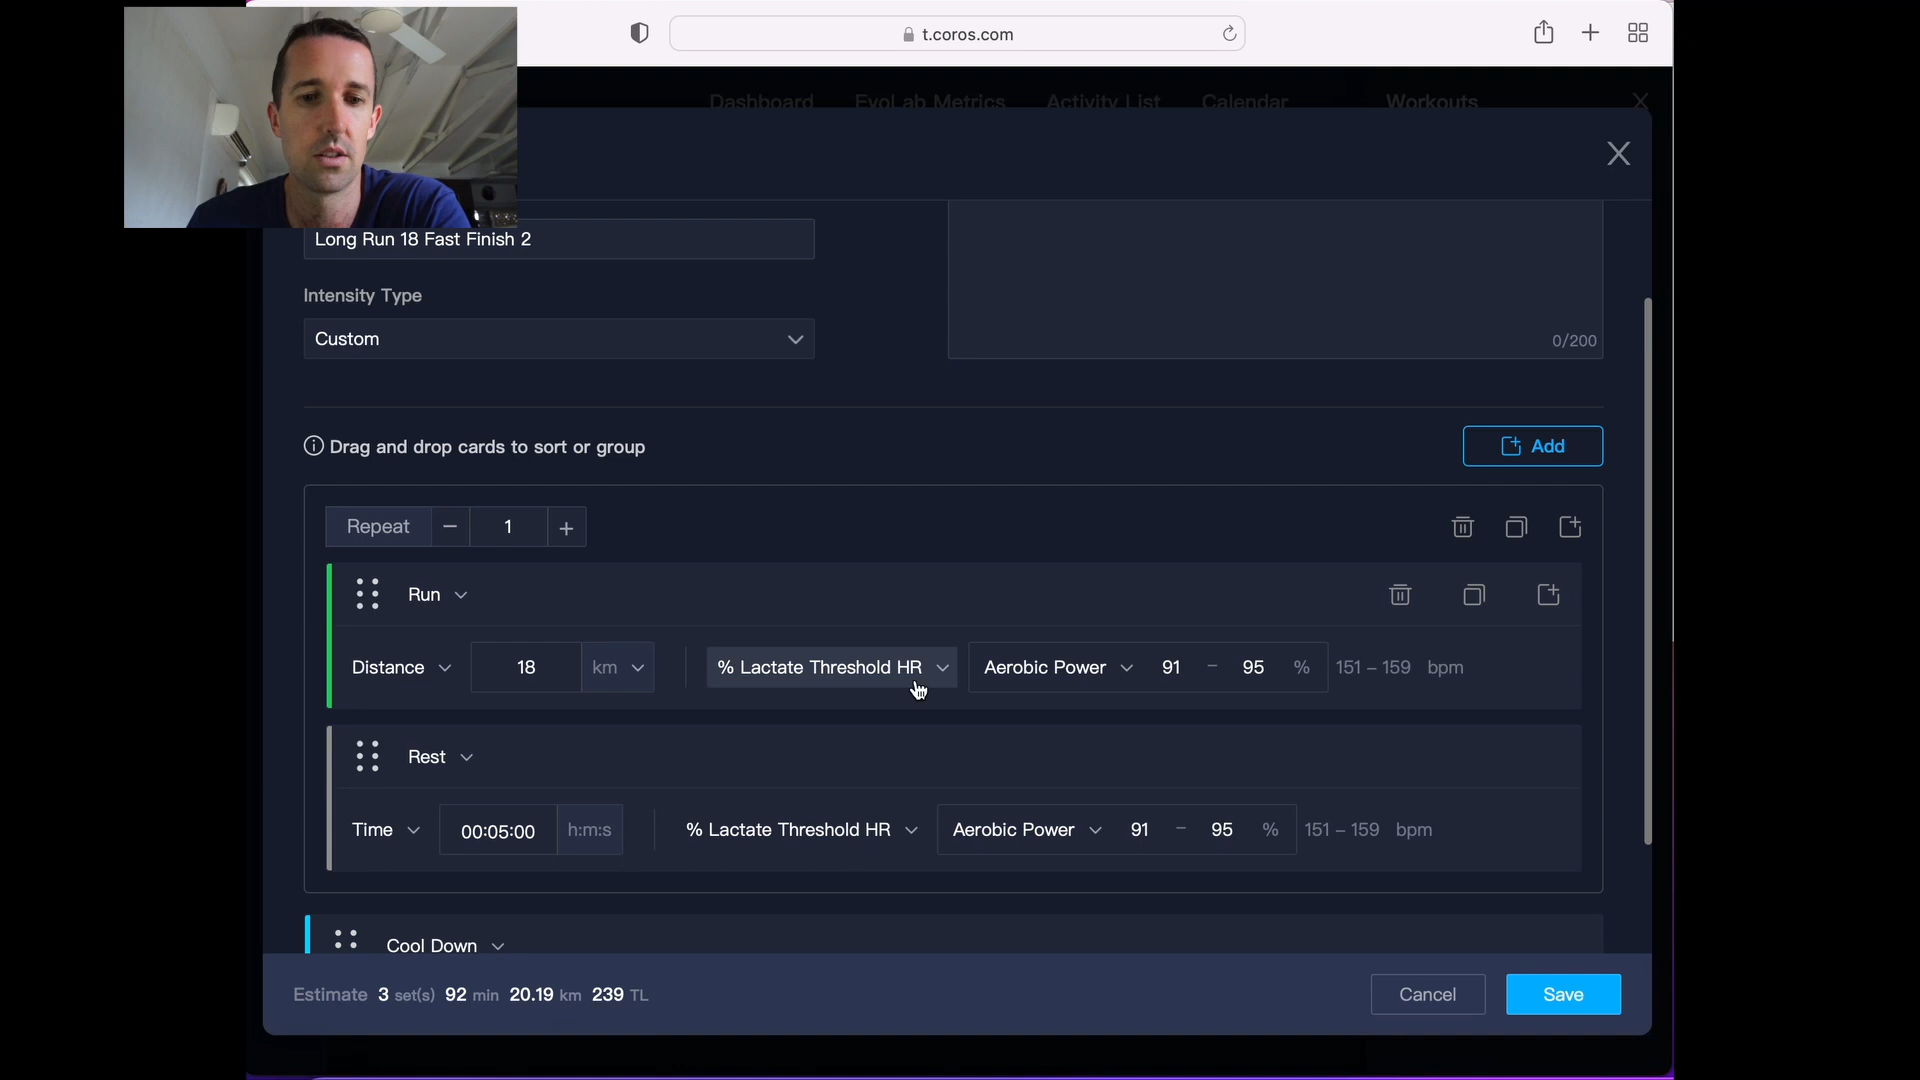 t.coros.com
Dashboard EvoLab Metrics Activity List Calendar Workouts
Long Run 18 Fast Finish 2
Intensity Type
Custom
0/200
Drag and drop cards to sort or group
Add
Repeat − 1 +
Run
Distance 18 km % Lactate Threshold HR Aerobic Power 91 – 95 % 151 – 159 bpm
Rest
Time 00:05:00 h:m:s % Lactate Threshold HR Aerobic Power 91 – 95 % 151 – 159 bpm
Cool Down
Estimate 3 set(s) 92 min 20.19 km 239 TL
Cancel Save